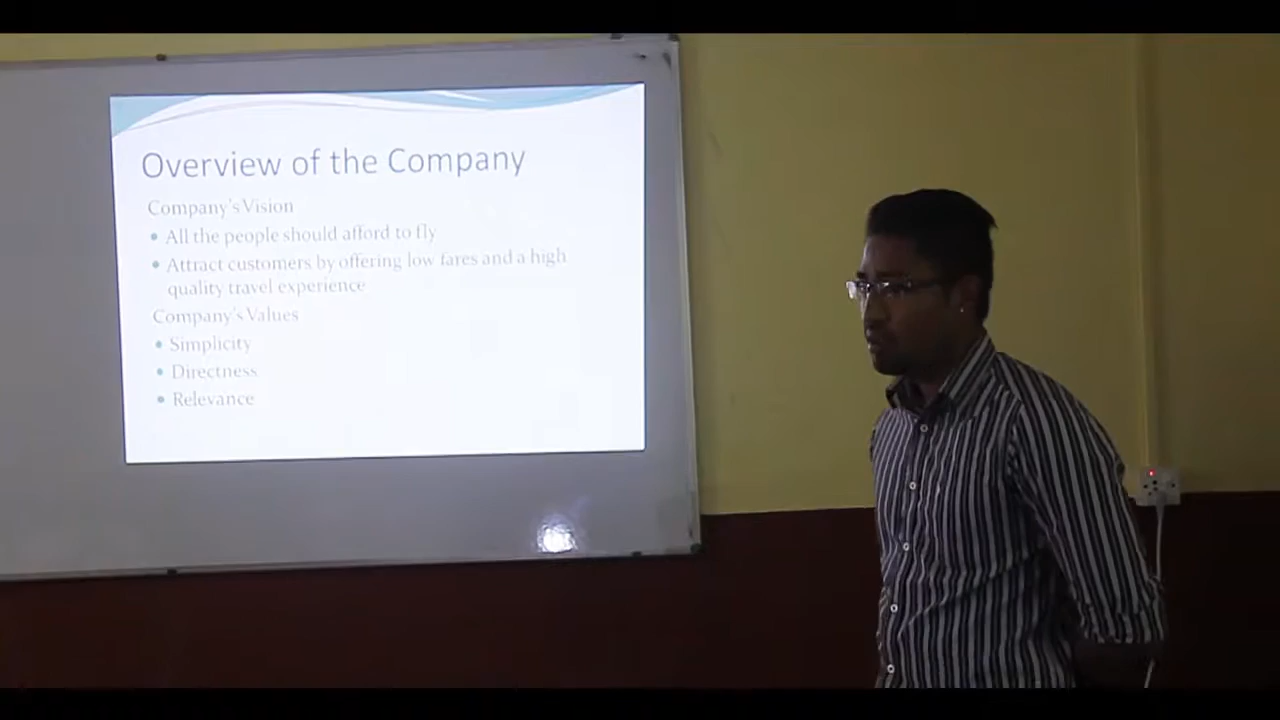 Overview of the Company
Company's Vision
• All the people should afford to fly
• Attract customers by offering low fares and a high
quality travel experience
Company's Values
• Simplicity
• Directness
• Relevance